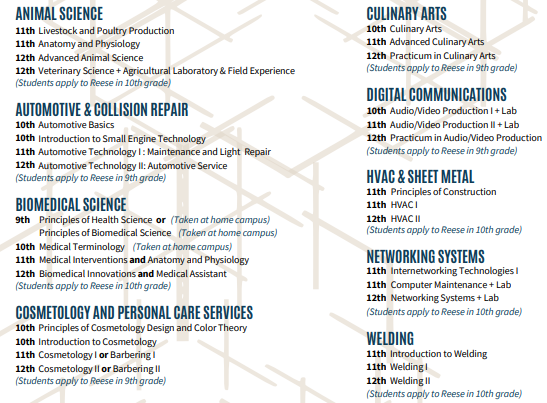 ANIMAL SCIENCE
11th Livestock and Poultry Production
11th Anatomy and Physiology
12th Advanced Animal Science
12th Veterinary Science + Agricultural Laboratory & Field Experience
(Students apply to Reese in 10th grade)
AUTOMOTIVE & COLLISION REPAIR
10th Automotive Basics
10th Introduction to Small Engine Technology
11th Automotive Technology I : Maintenance and Light Repair
12th Automotive Technology II: Automotive Service
(Students apply to Reese in 9th grade)
BIOMEDICAL SCIENCE
9th Principles of Health Science or (Taken at home campus)
Principles of Biomedical Science (Taken at home campus)
10th Medical Terminology (Taken at home campus)
11th Medical Interventions and Anatomy and Physiology
12th Biomedical Innovations and Medical Assistant
(Students apply to Reese in 10th grade)
COSMETOLOGY AND PERSONAL CARE SERVICES
10th Principles of Cosmetology Design and Color Theory
10th Introduction to Cosmetology
11th Cosmetology I or Barbering I
12th Cosmetology II or Barbering II
(Students apply to Reese in 9th grade)
CULINARY ARTS
10th Culinary Arts
11th Advanced Culinary Arts
12th Practicum in Culinary Arts
(Students apply to Reese in 9th grade)
DIGITAL COMMUNICATIONS
10th Audio/Video Production I + Lab
11th Audio/Video Production II + Lab
12th Practicum in Audio/Video Production
(Students apply to Reese in 9th grade)
HVAC & SHEET METAL
11th Principles of Construction
11th HVAC I
12th HVAC II
(Students apply to Reese in 10th grade)
NETWORKING SYSTEMS
11th Internetworking Technologies I
11th Computer Maintenance + Lab
12th Networking Systems + Lab
(Students apply to Reese in 10th grade)
WELDING
11th Introduction to Welding
11th Welding I
12th Welding II
(Students apply to Reese in 10th grade)